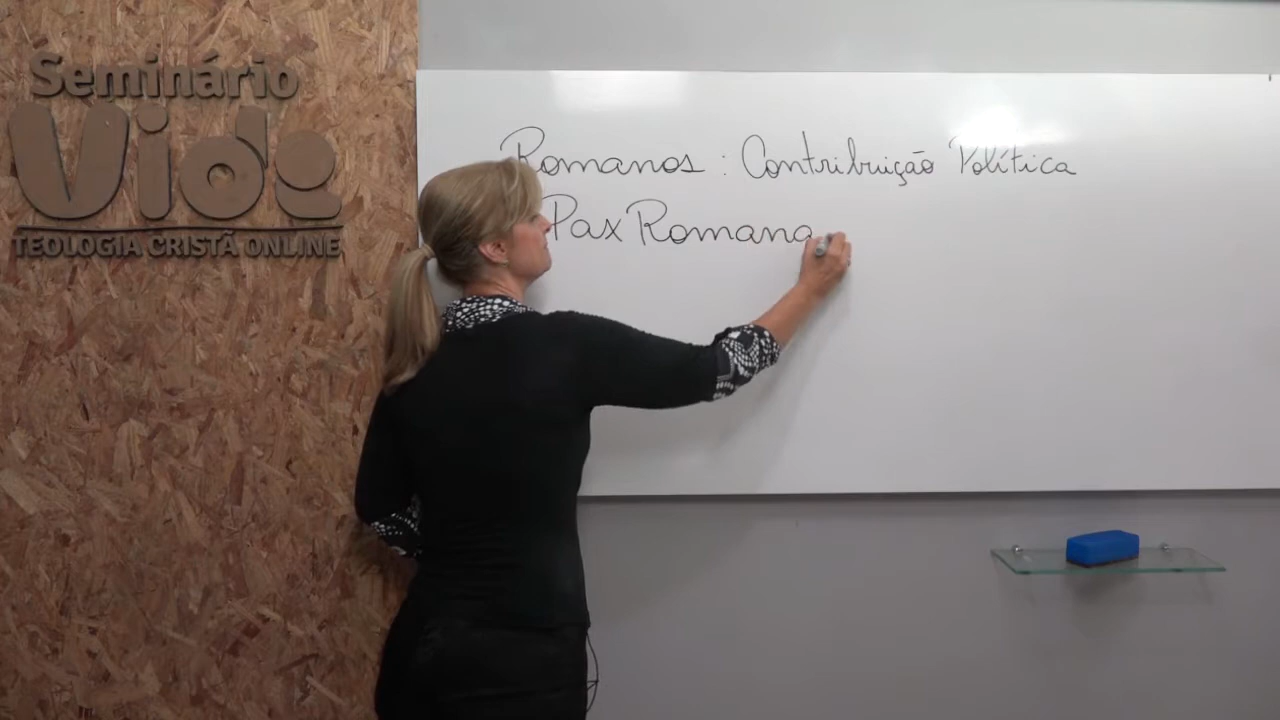 Seminário
Vida
TEOLOGIA CRISTÃ ONLINE
Romanos : Contribuição Política
Pax Romana